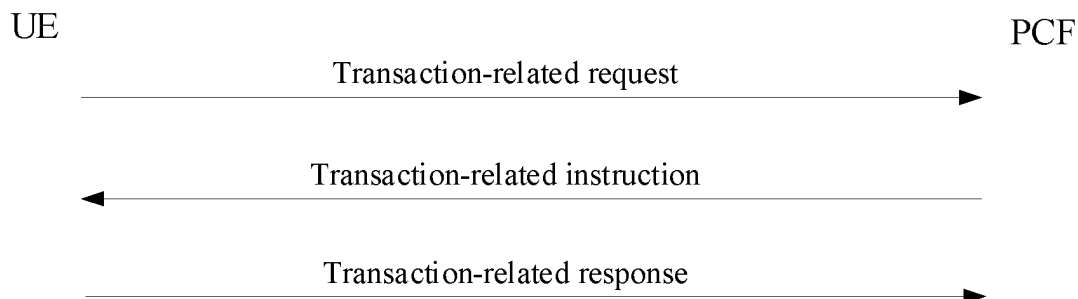 UE
PCF
Transaction-related request
Transaction-related instruction
Transaction-related response